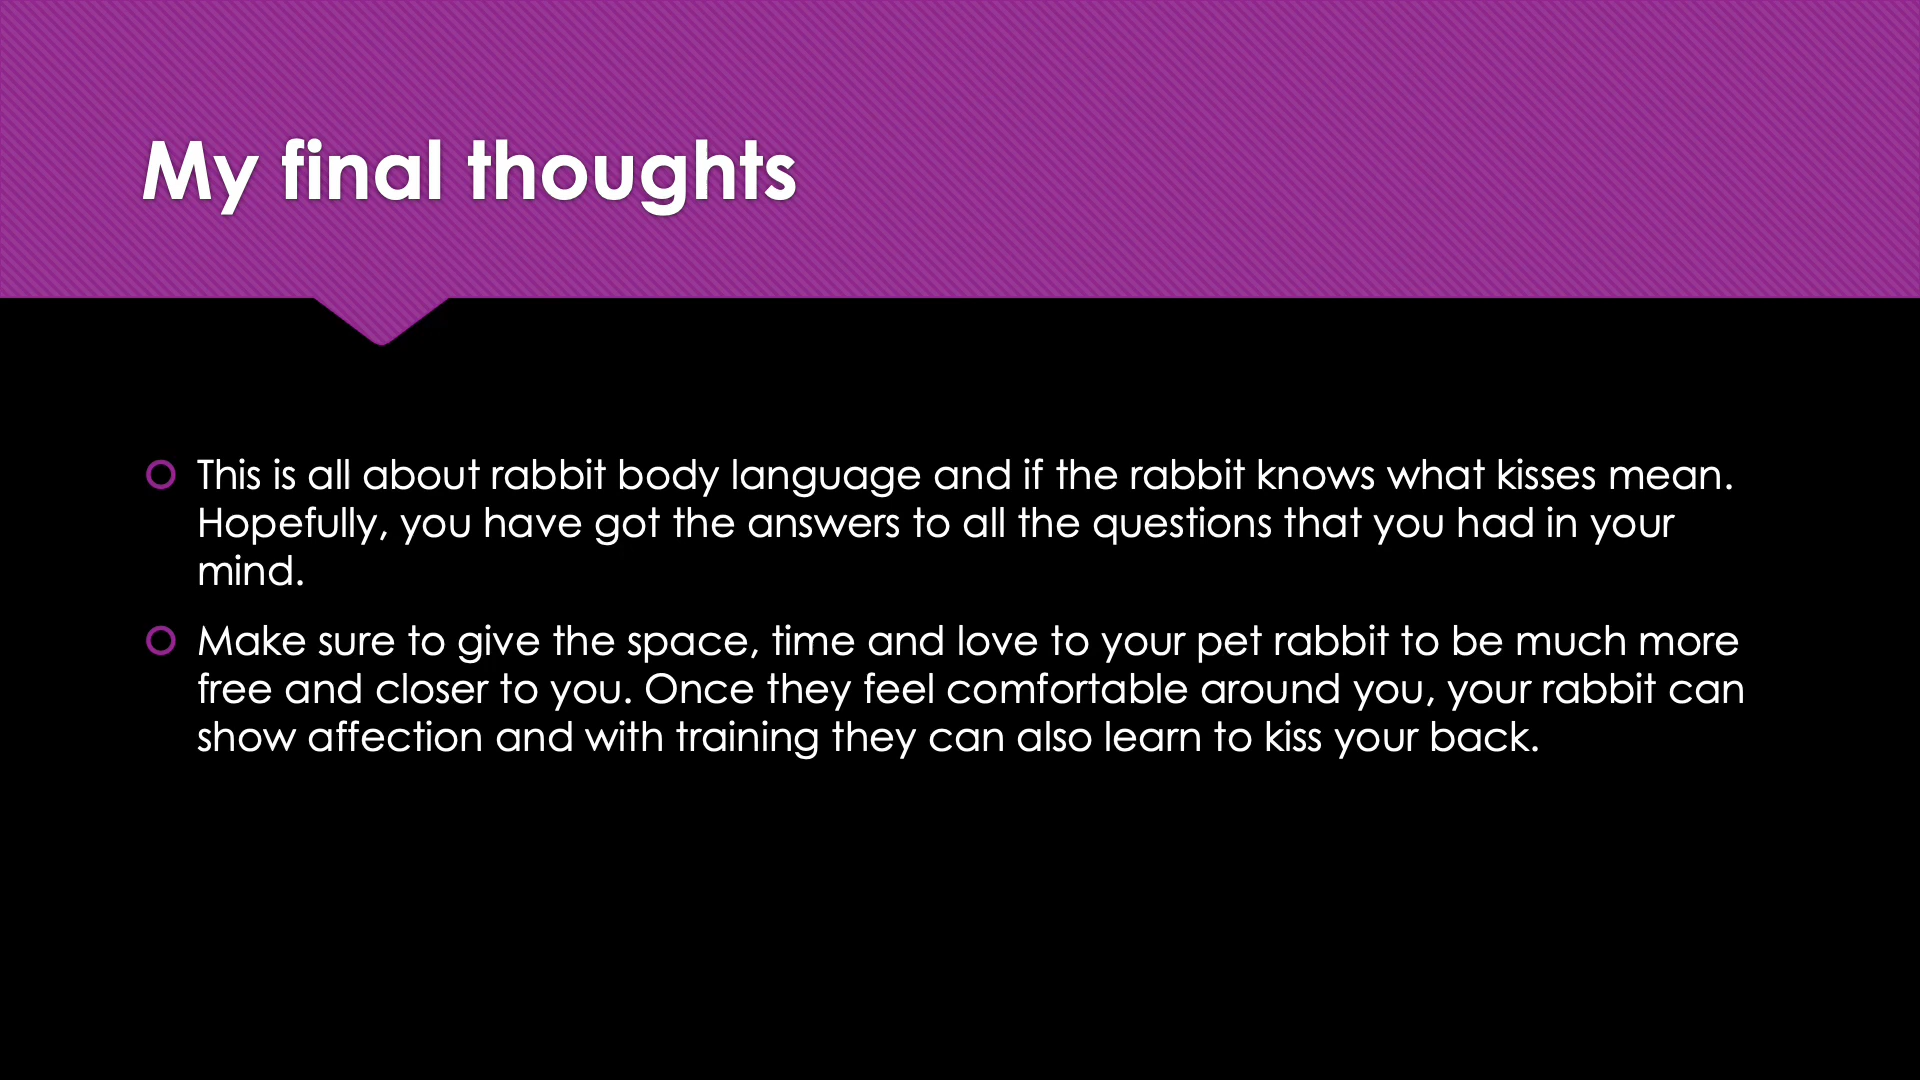 My final thoughts
This is all about rabbit body language and if the rabbit knows what kisses mean.
Hopefully, you have got the answers to all the questions that you had in your
mind.
Make sure to give the space, time and love to your pet rabbit to be much more
free and closer to you. Once they feel comfortable around you, your rabbit can
show affection and with training they can also learn to kiss your back.